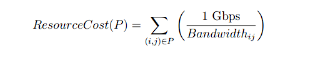 ResourceCost(P) = ∑_{(i,j)∈P} (1 Gbps / Bandwidth_{ij})